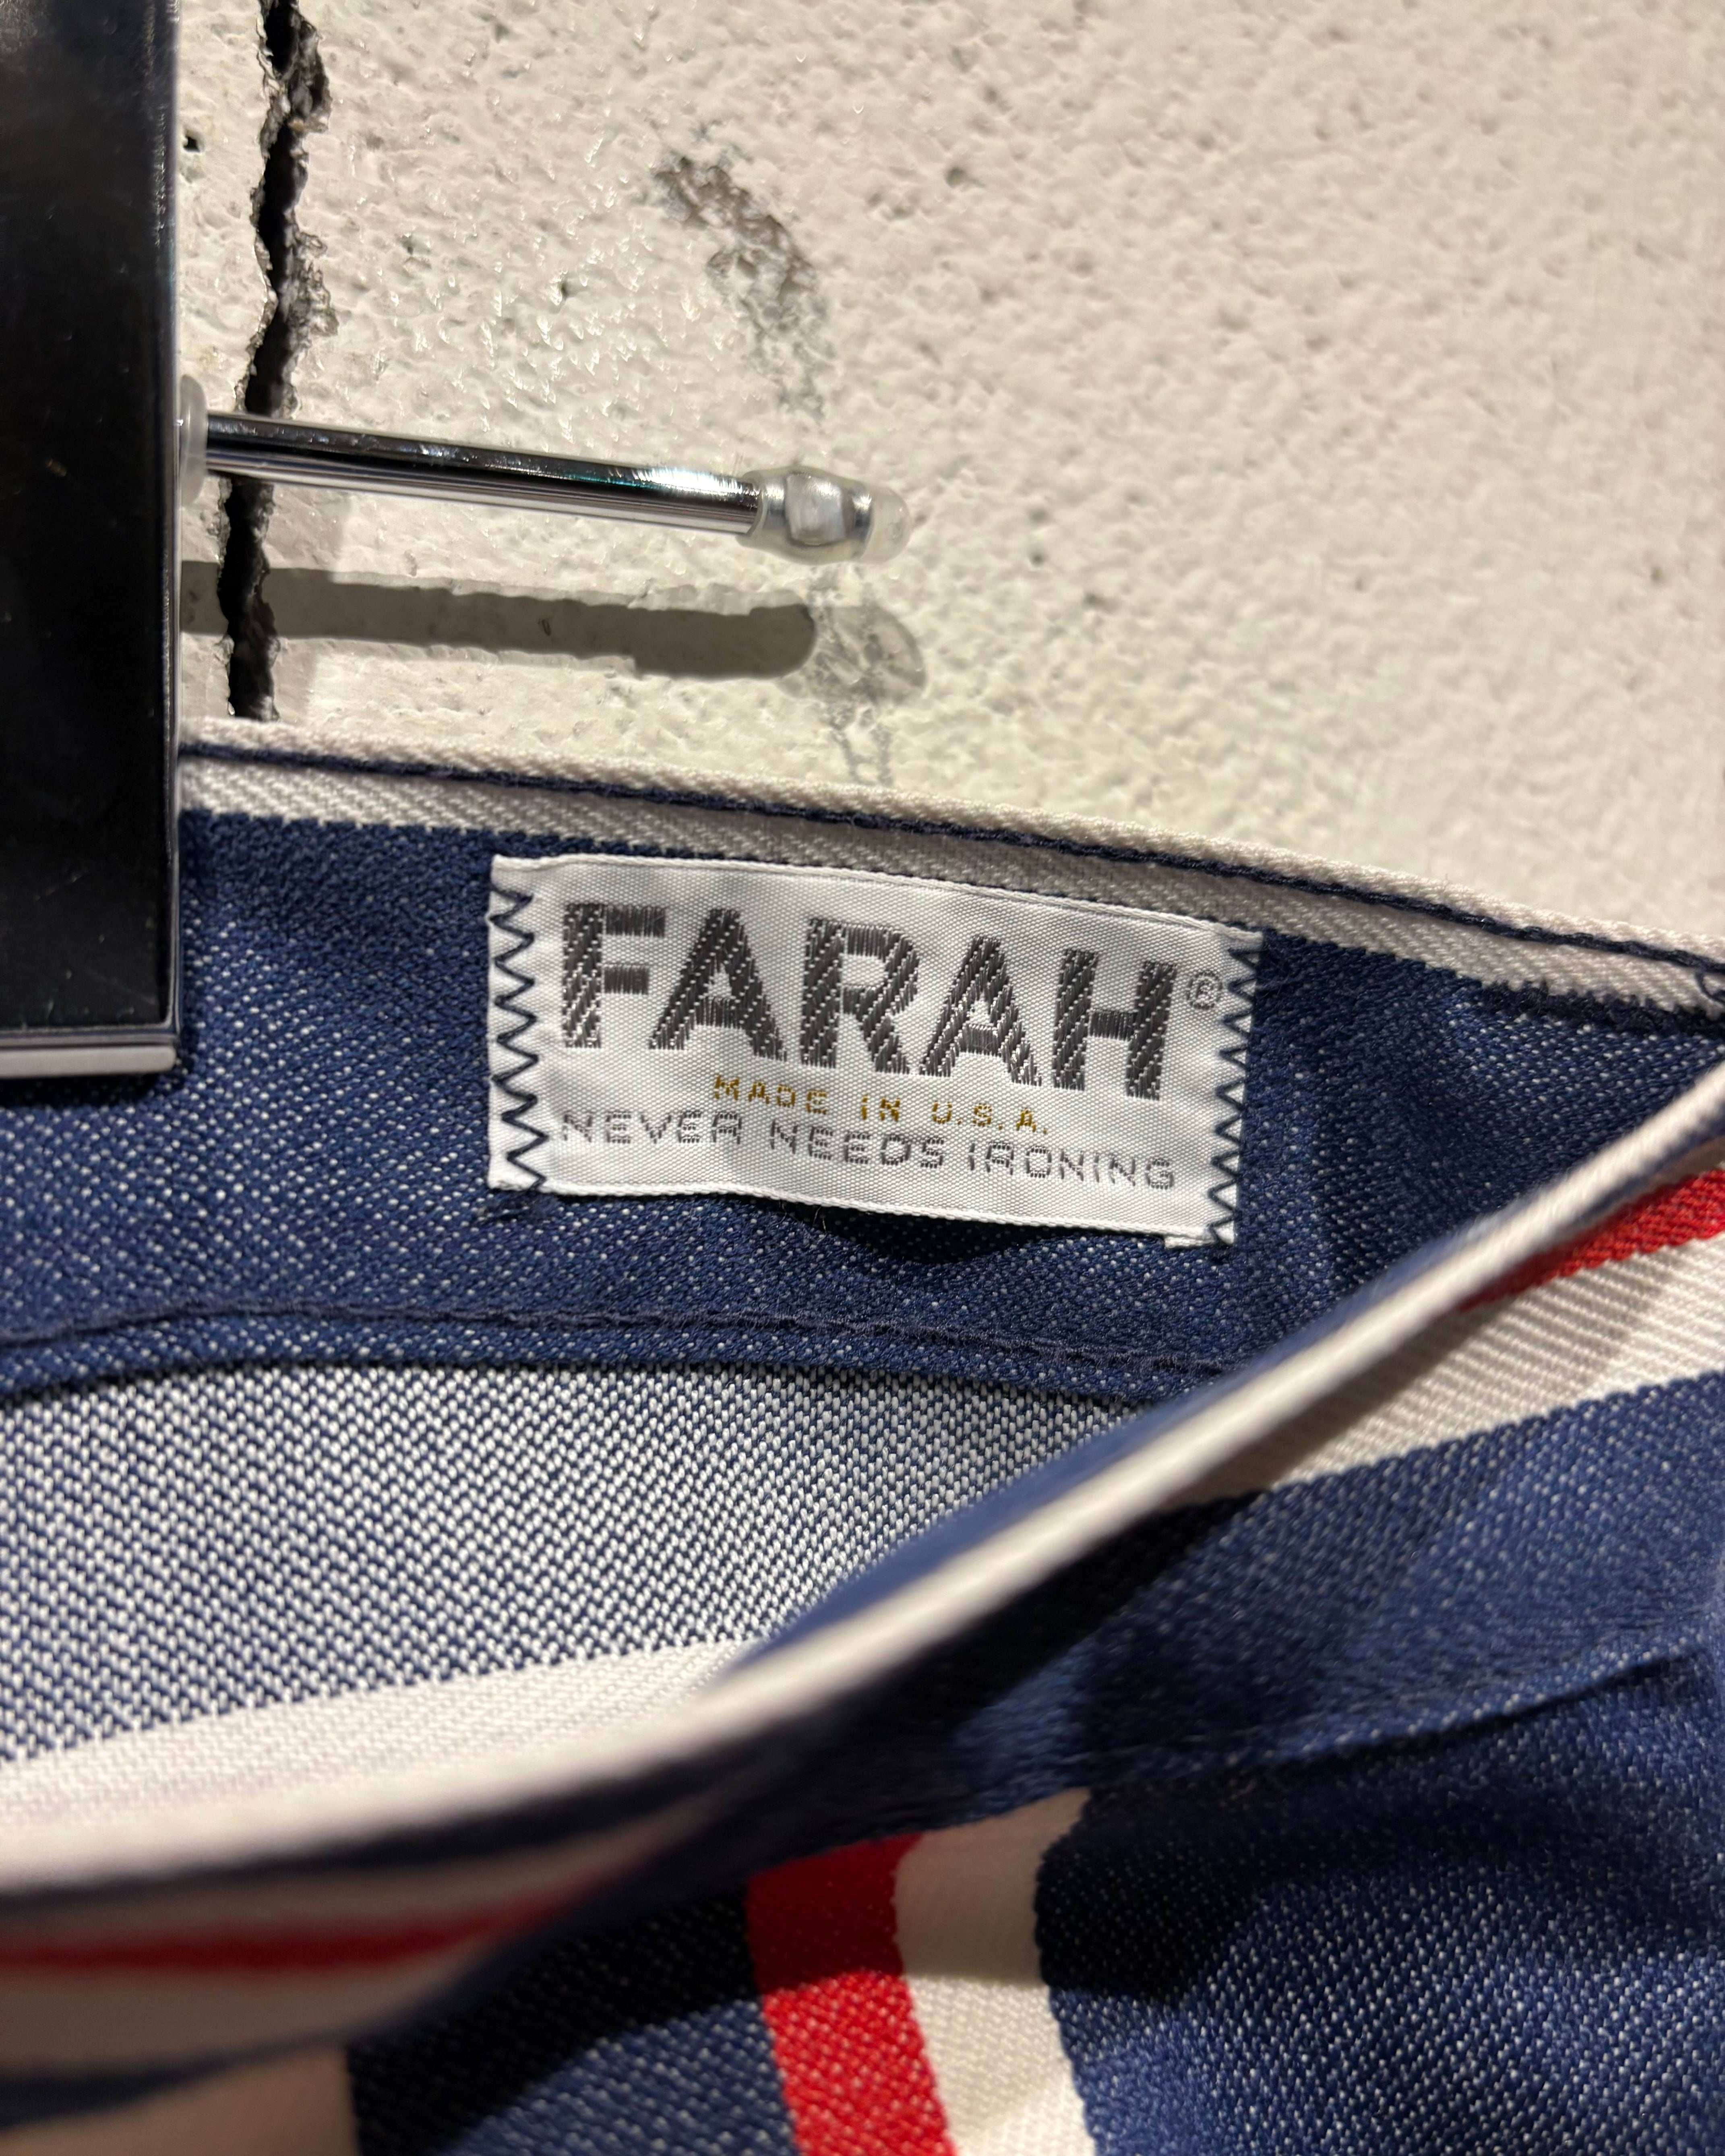 FARAH®
MADE IN U.S.A.
NEVER NEEDS IRONING